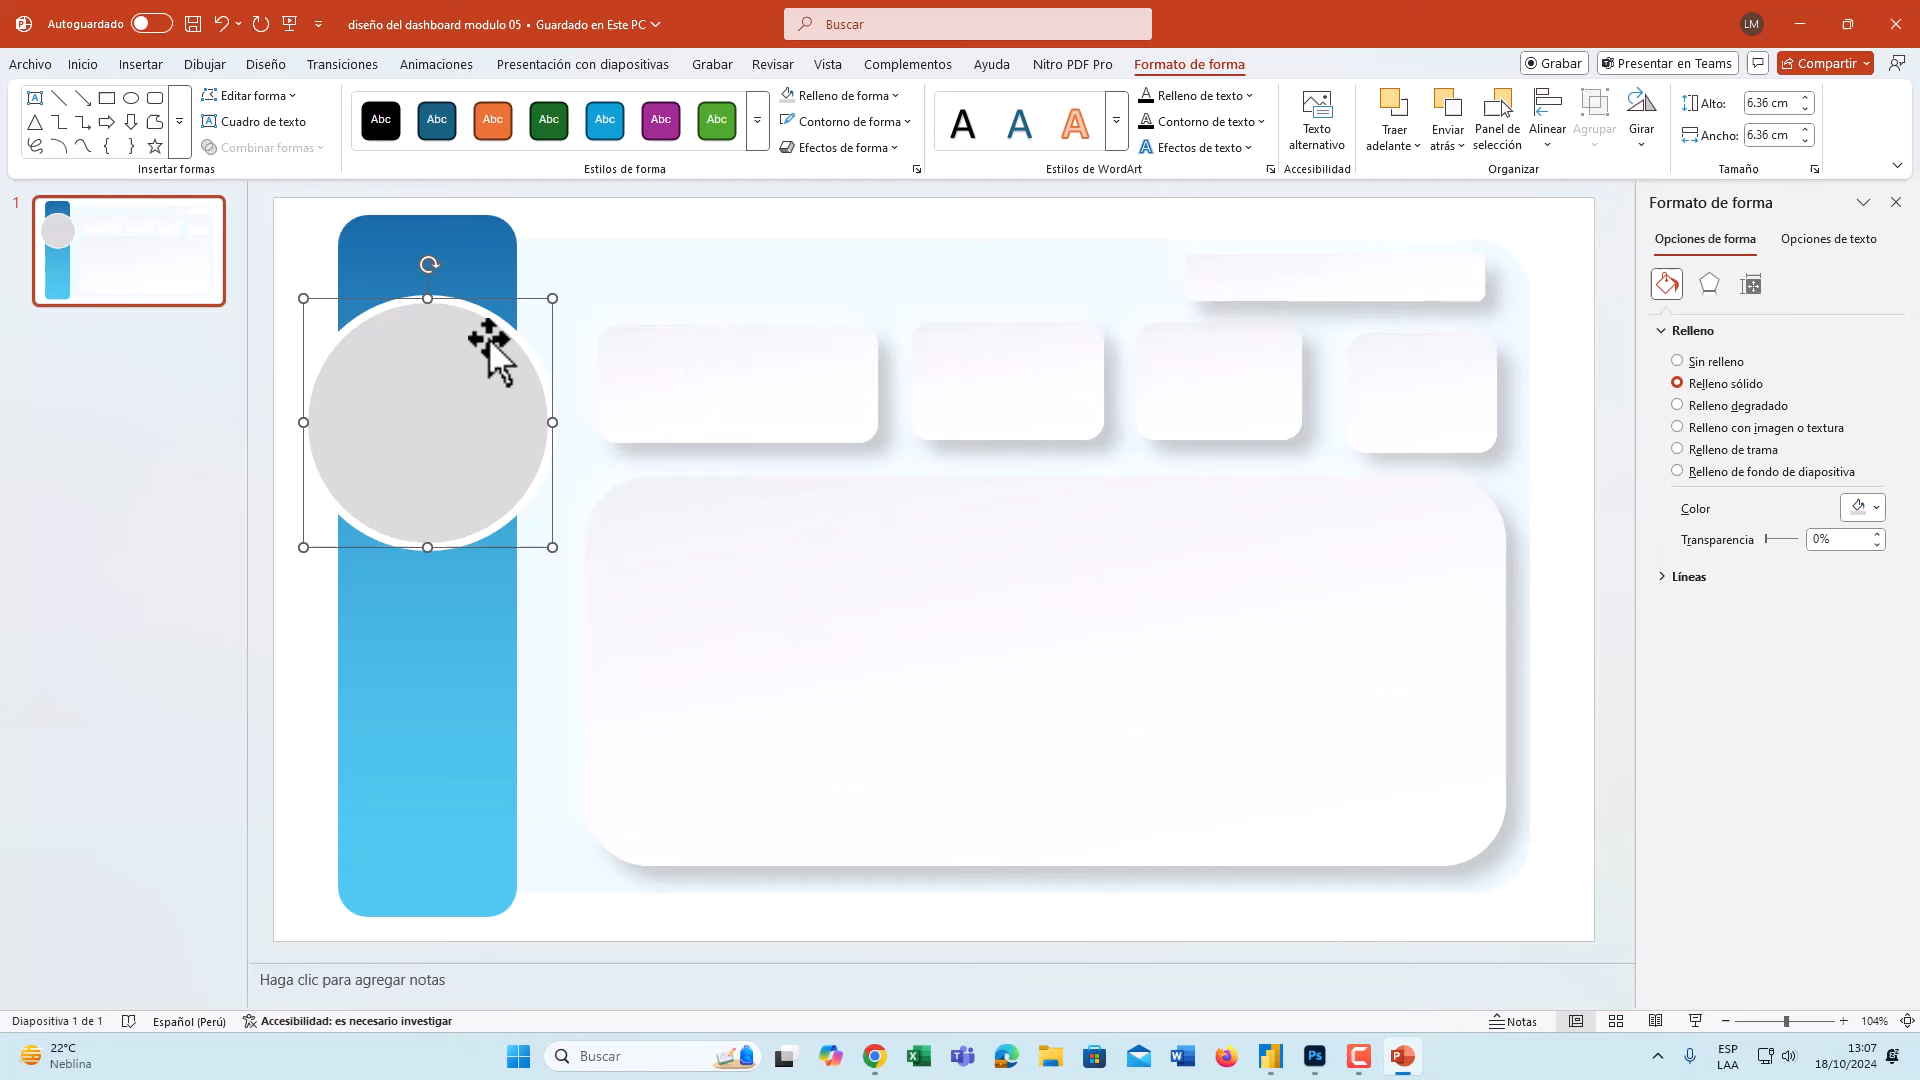 Autoguardado
diseño del dashboard modulo 05 • Guardado en Este PC
Buscar
LM
Archivo Inicio Insertar Dibujar Diseño Transiciones Animaciones Presentación con diapositivas Grabar Revisar Vista Complementos Ayuda Nitro PDF Pro Formato de forma
Grabar
Presentar en Teams
Compartir
Editar forma
Cuadro de texto
Combinar formas
Insertar formas
Abc Abc Abc Abc Abc Abc Abc
Relleno de forma
Contorno de forma
Efectos de forma
Estilos de forma
A A A
Relleno de texto
Contorno de texto
Efectos de texto
Estilos de WordArt
Texto
alternativo
Accesibilidad
Traer
adelante
Enviar
atrás
Panel de
selección
Alinear
Agrupar
Girar
Organizar
Alto: 6.36 cm
Ancho: 6.36 cm
Tamaño
1
Formato de forma
Opciones de forma Opciones de texto
Relleno
Sin relleno
Relleno sólido
Relleno degradado
Relleno con imagen o textura
Relleno de trama
Relleno de fondo de diapositiva
Color
Transparencia 0%
Líneas
Haga clic para agregar notas
Diapositiva 1 de 1
Español (Perú)
Accesibilidad: es necesario investigar
Notas
104%
22°C
Neblina
Buscar
ESP
LAA
13:07
18/10/2024